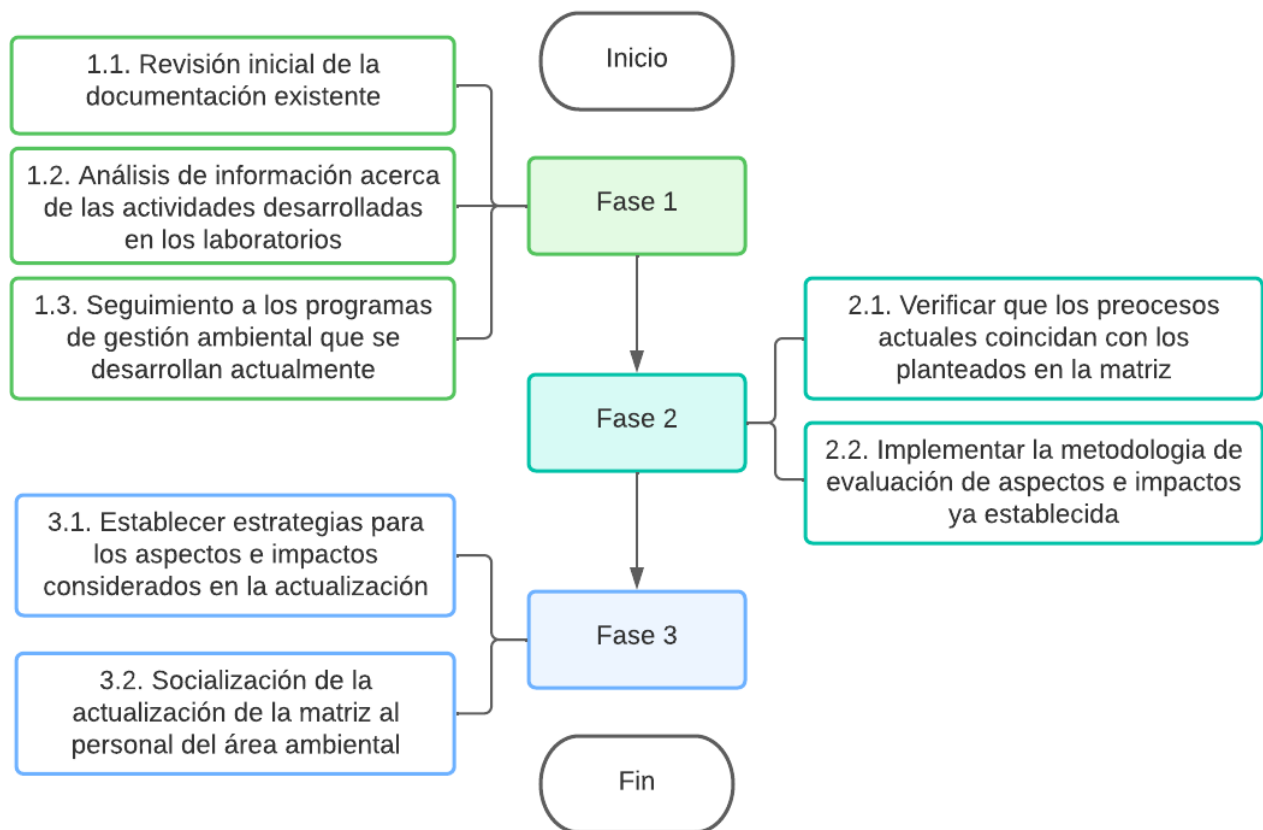 Inicio
1.1. Revisión inicial de la
documentación existente
1.2. Análisis de información acerca
de las actividades desarrolladas
en los laboratorios
1.3. Seguimiento a los programas
de gestión ambiental que se
desarrollan actualmente
Fase 1
Fase 2
2.1. Verificar que los preocesos
actuales coincidan con los
planteados en la matriz
2.2. Implementar la metodologia de
evaluación de aspectos e impactos
ya establecida
3.1. Establecer estrategias para
los aspectos e impactos
considerados en la actualización
3.2. Socialización de la
actualización de la matriz al
personal del área ambiental
Fase 3
Fin